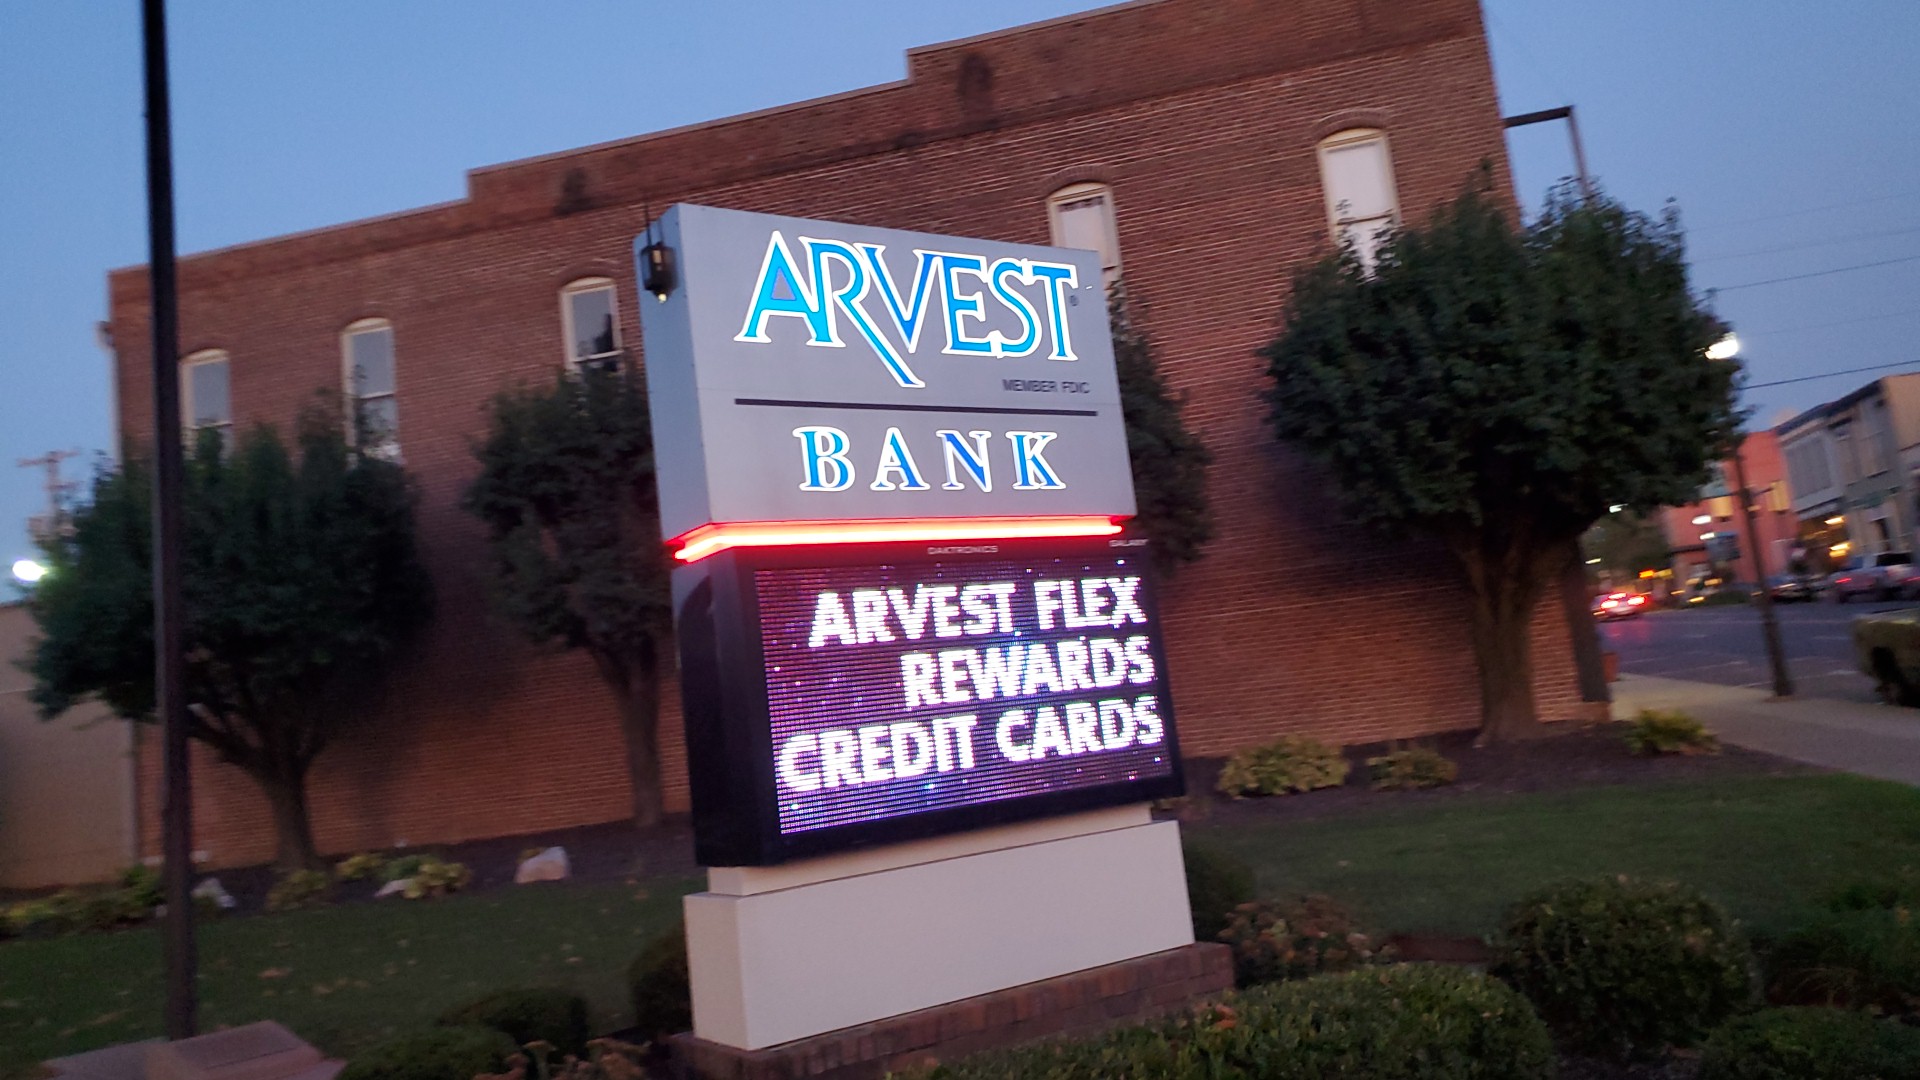 ARVEST®
MEMBER FDIC
BANK
DAKTRONICS GALAXY
ARVEST FLEX
REWARDS
CREDIT CARDS